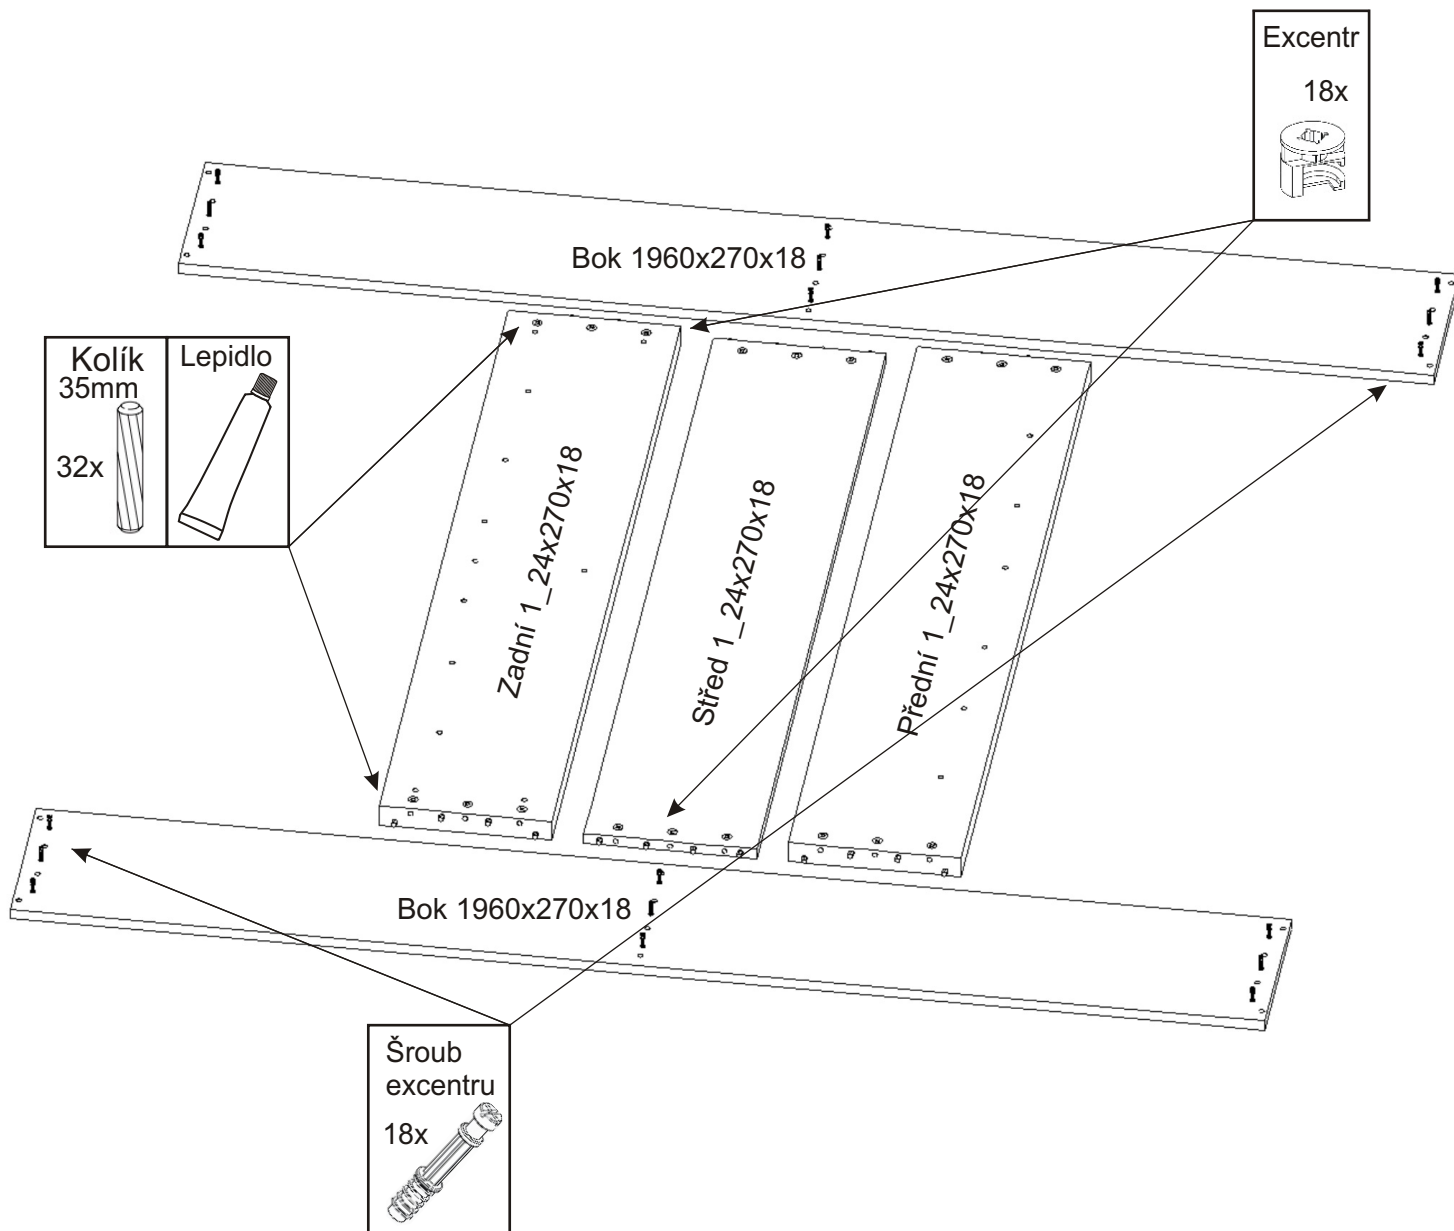 Excentr
18x
Bok 1960x270x18
Kolík
35mm
32x
Lepidlo
Zadní 1_24x270x18
Střed 1_24x270x18
Přední 1_24x270x18
Bok 1960x270x18
Šroub
excentru
18x